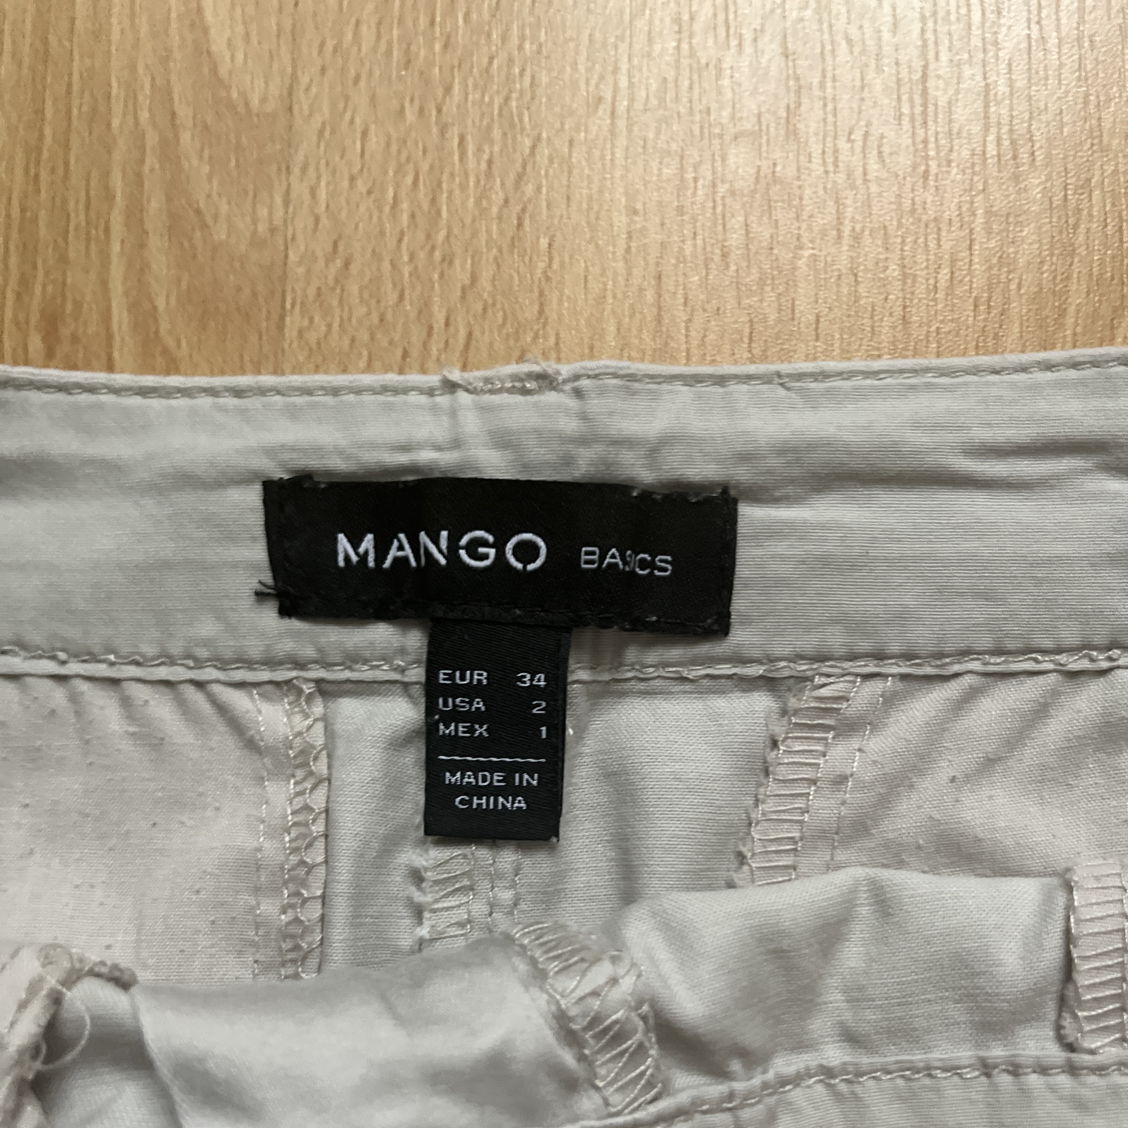 MANGO BASICS
EUR 34
USA 2
MEX 1
MADE IN
CHINA